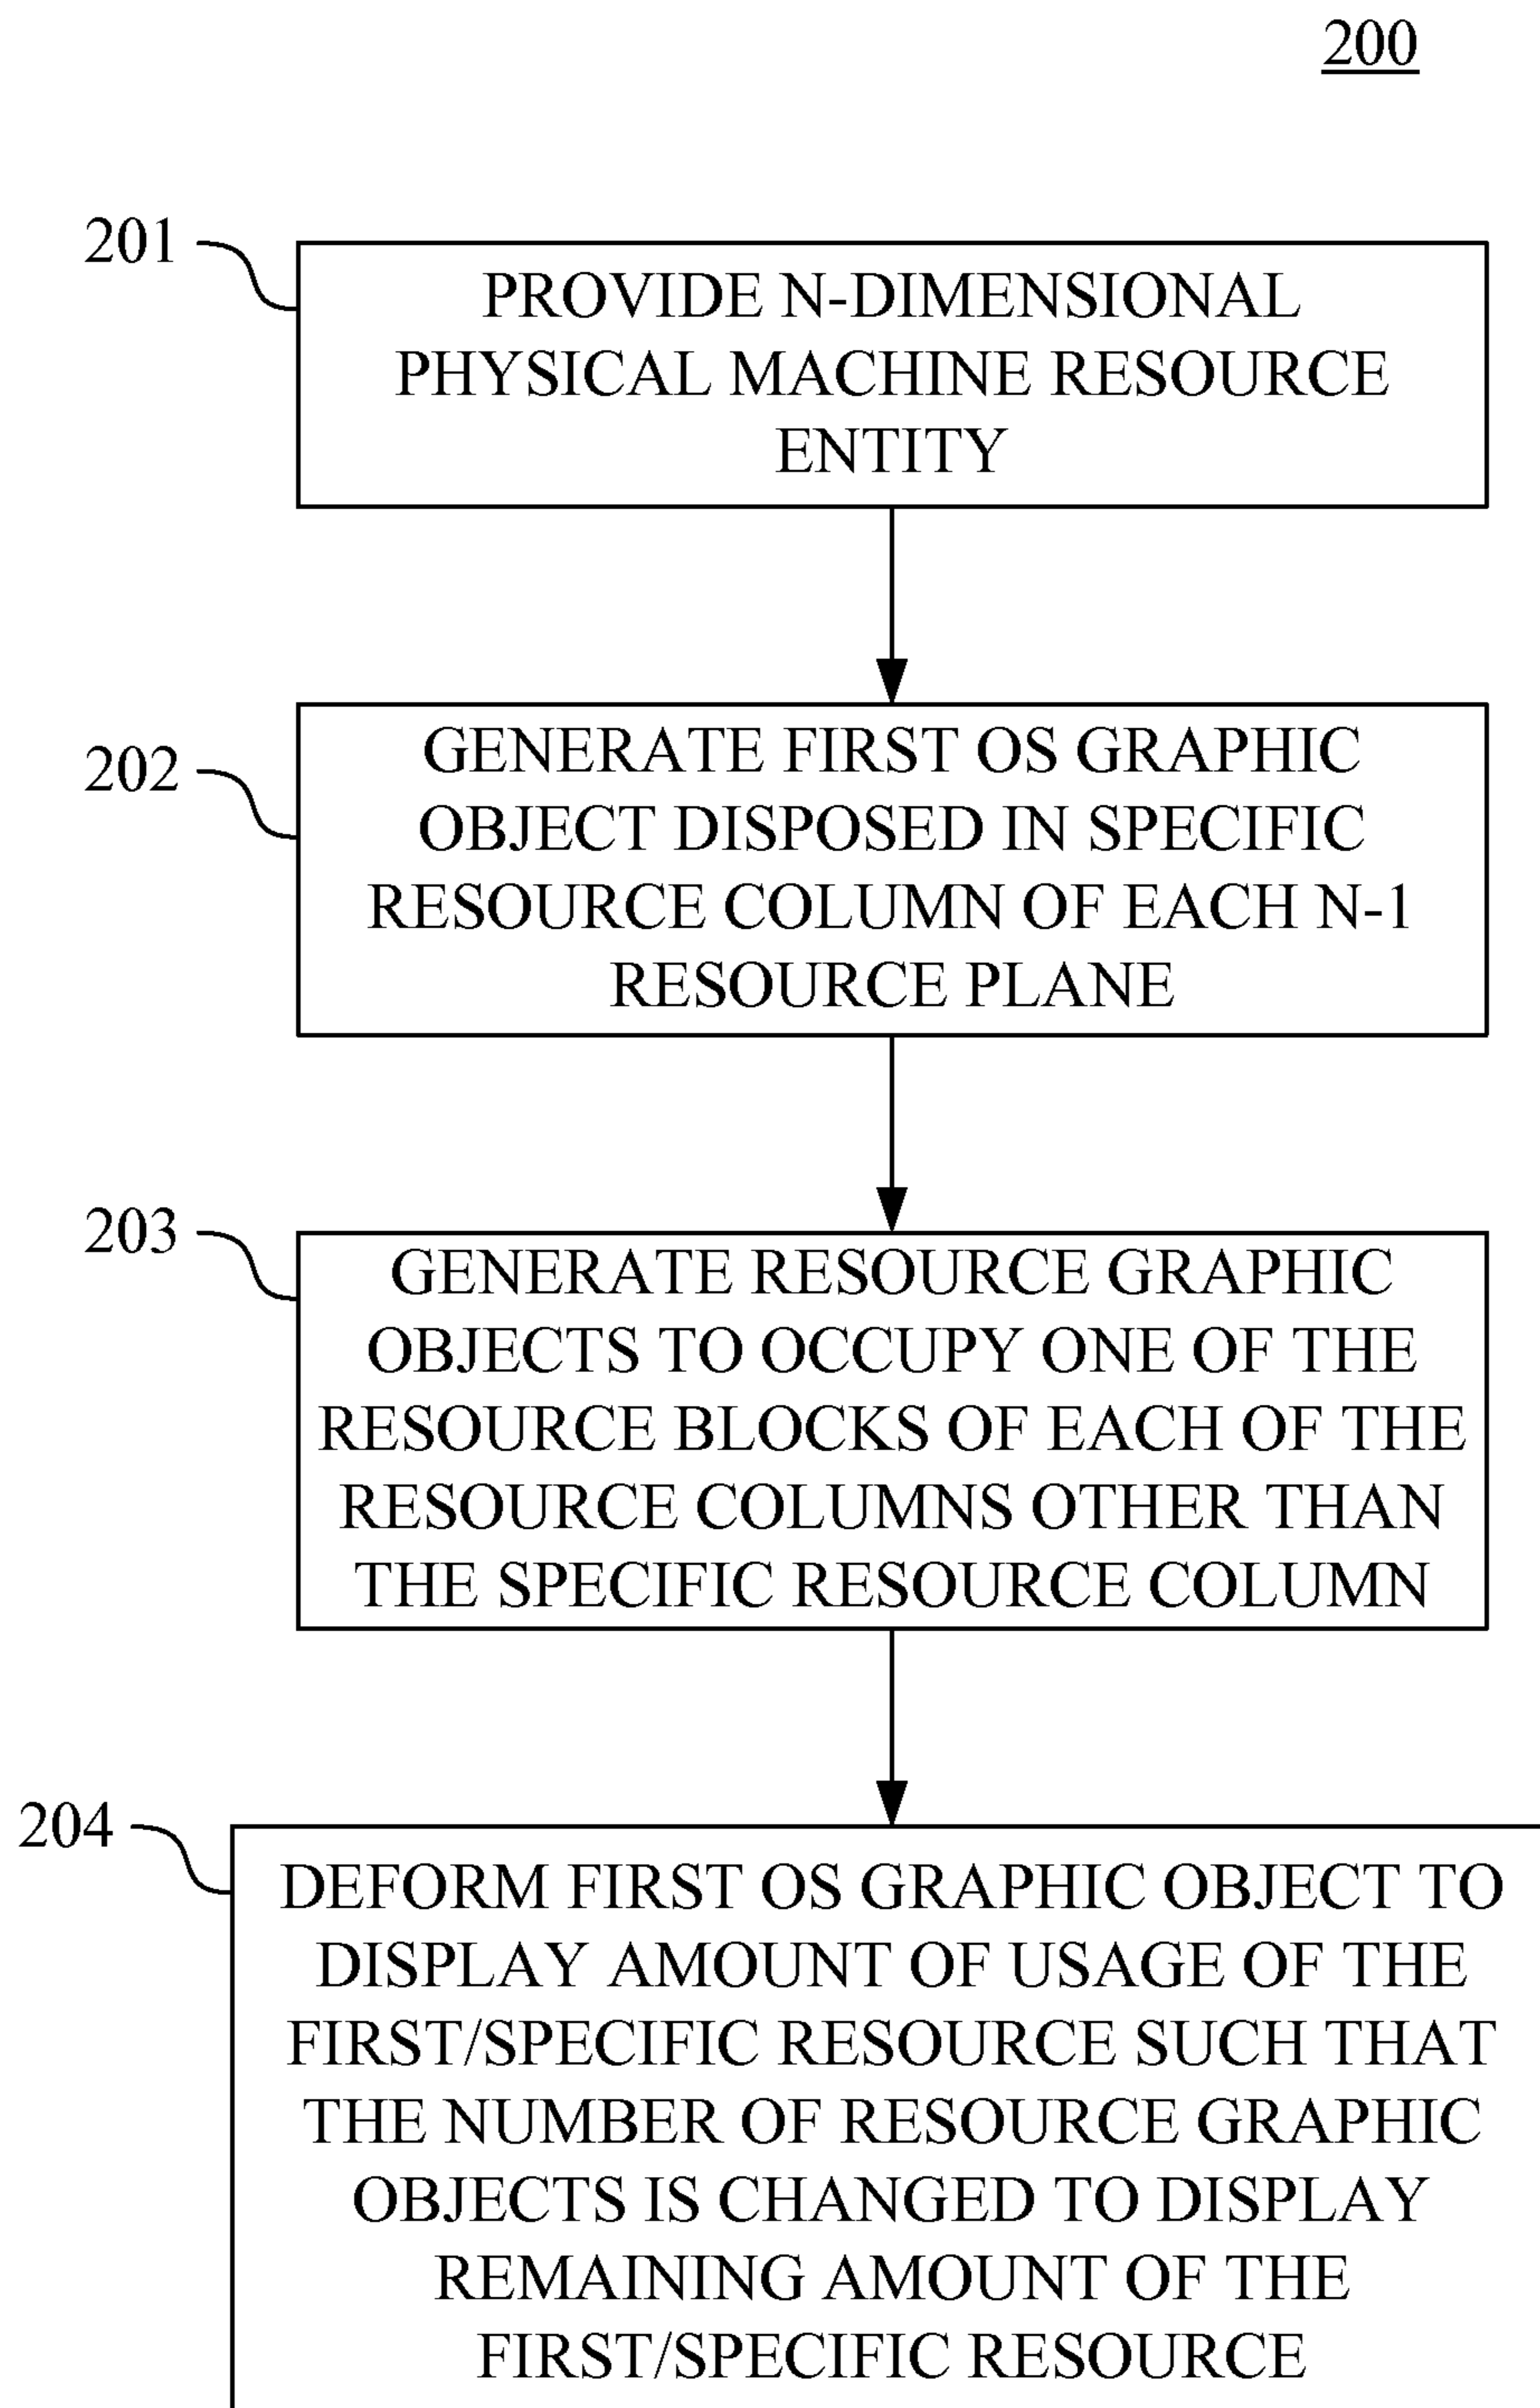 200
201
PROVIDE N-DIMENSIONAL
PHYSICAL MACHINE RESOURCE
ENTITY
202
GENERATE FIRST OS GRAPHIC
OBJECT DISPOSED IN SPECIFIC
RESOURCE COLUMN OF EACH N-1
RESOURCE PLANE
203
GENERATE RESOURCE GRAPHIC
OBJECTS TO OCCUPY ONE OF THE
RESOURCE BLOCKS OF EACH OF THE
RESOURCE COLUMNS OTHER THAN
THE SPECIFIC RESOURCE COLUMN
204
DEFORM FIRST OS GRAPHIC OBJECT TO
DISPLAY AMOUNT OF USAGE OF THE
FIRST/SPECIFIC RESOURCE SUCH THAT
THE NUMBER OF RESOURCE GRAPHIC
OBJECTS IS CHANGED TO DISPLAY
REMAINING AMOUNT OF THE
FIRST/SPECIFIC RESOURCE